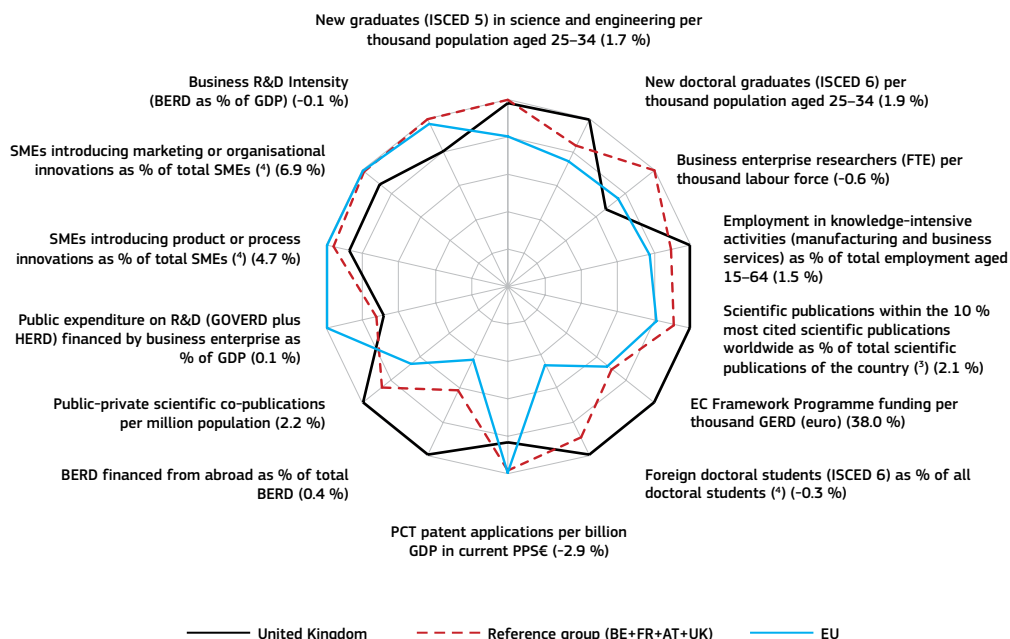 New graduates (ISCED 5) in science and engineering per
thousand population aged 25–34 (1.7 %)
Business R&D Intensity
(BERD as % of GDP) (-0.1 %)
New doctoral graduates (ISCED 6) per
thousand population aged 25–34 (1.9 %)
SMEs introducing marketing or organisational
innovations as % of total SMEs (⁴) (6.9 %)
Business enterprise researchers (FTE) per
thousand labour force (-0.6 %)
SMEs introducing product or process
innovations as % of total SMEs (⁴) (4.7 %)
Employment in knowledge-intensive
activities (manufacturing and business
services) as % of total employment aged
15–64 (1.5 %)
Public expenditure on R&D (GOVERD plus
HERD) financed by business enterprise as
% of GDP (0.1 %)
Scientific publications within the 10 %
most cited scientific publications
worldwide as % of total scientific
publications of the country (³) (2.1 %)
Public-private scientific co-publications
per million population (2.2 %)
EC Framework Programme funding per
thousand GERD (euro) (38.0 %)
BERD financed from abroad as % of total
BERD (0.4 %)
Foreign doctoral students (ISCED 6) as % of all
doctoral students (⁴) (-0.3 %)
PCT patent applications per billion
GDP in current PPS€ (-2.9 %)
United Kingdom
Reference group (BE+FR+AT+UK)
EU